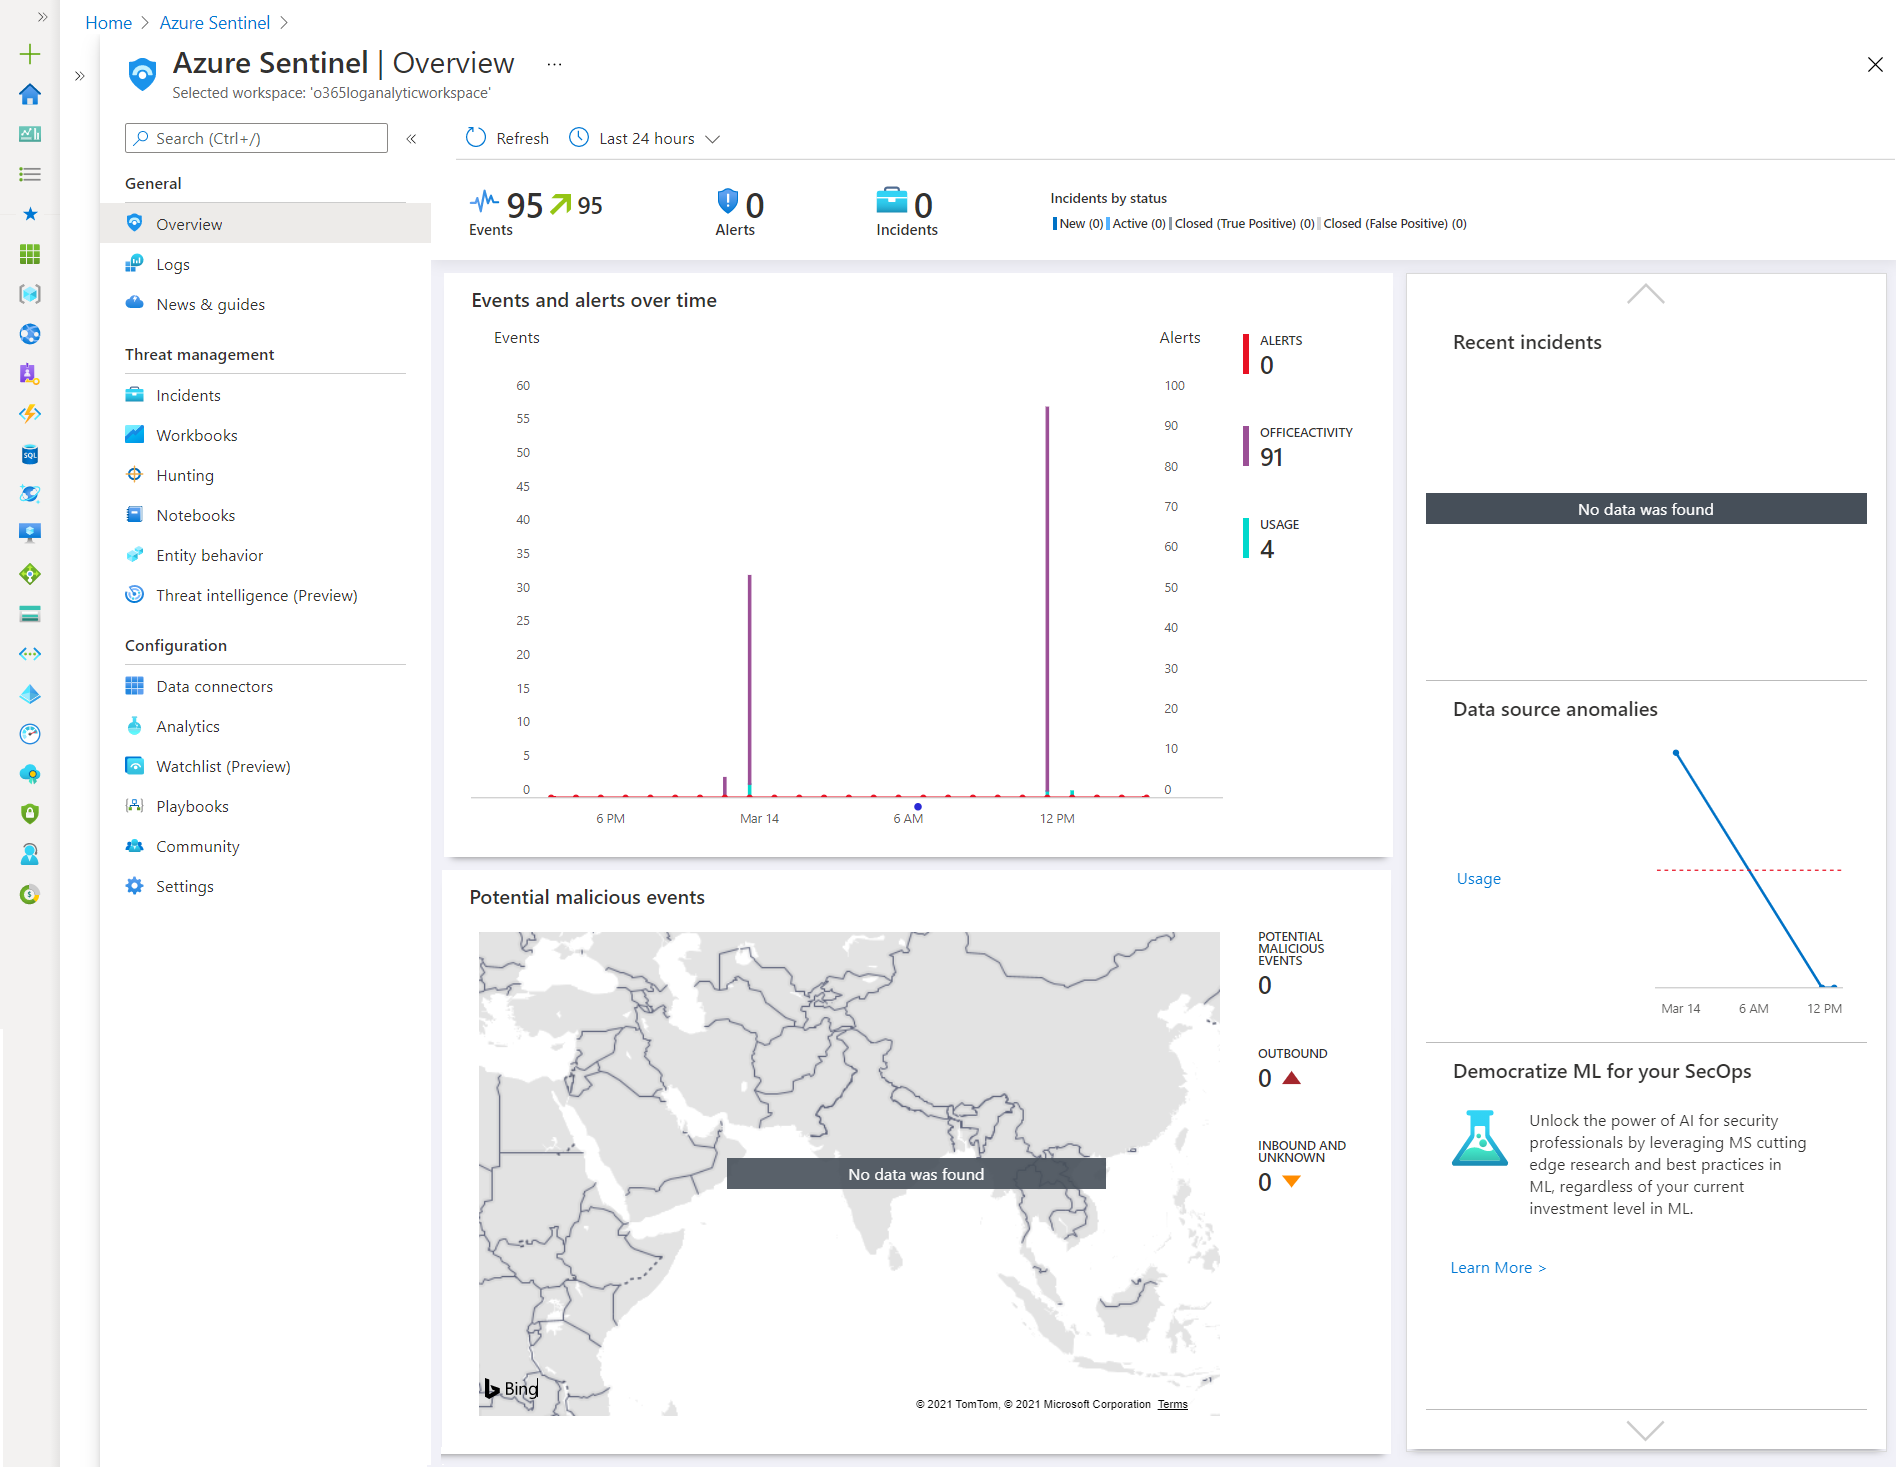 Home > Azure Sentinel >
Azure Sentinel | Overview ...
Selected workspace: 'o365loganalyticworkspace'
Search (Ctrl+/)
General
Overview
Logs
News & guides
Threat management
Incidents
Workbooks
Hunting
Notebooks
Entity behavior
Threat intelligence (Preview)
Configuration
Data connectors
Analytics
Watchlist (Preview)
Playbooks
Community
Settings
SQL
Refresh Last 24 hours
95 95
Events
0
Alerts
0
Incidents
Incidents by status
New (0) Active (0) Closed (True Positive) (0) Closed (False Positive) (0)
Events and alerts over time
Events
60
55
50
45
40
35
30
25
20
15
10
5
0
Alerts
100
90
80
70
60
50
40
30
20
10
0
6 PM Mar 14 6 AM 12 PM
ALERTS
0
OFFICEACTIVITY
91
USAGE
4
Potential malicious events
No data was found
Bing
© 2021 TomTom, © 2021 Microsoft Corporation Terms
POTENTIAL
MALICIOUS
EVENTS
0
OUTBOUND
0
INBOUND AND
UNKNOWN
0
Recent incidents
No data was found
Data source anomalies
Usage
Mar 14 6 AM 12 PM
Democratize ML for your SecOps
Unlock the power of AI for security
professionals by leveraging MS cutting
edge research and best practices in
ML, regardless of your current
investment level in ML.
Learn More >